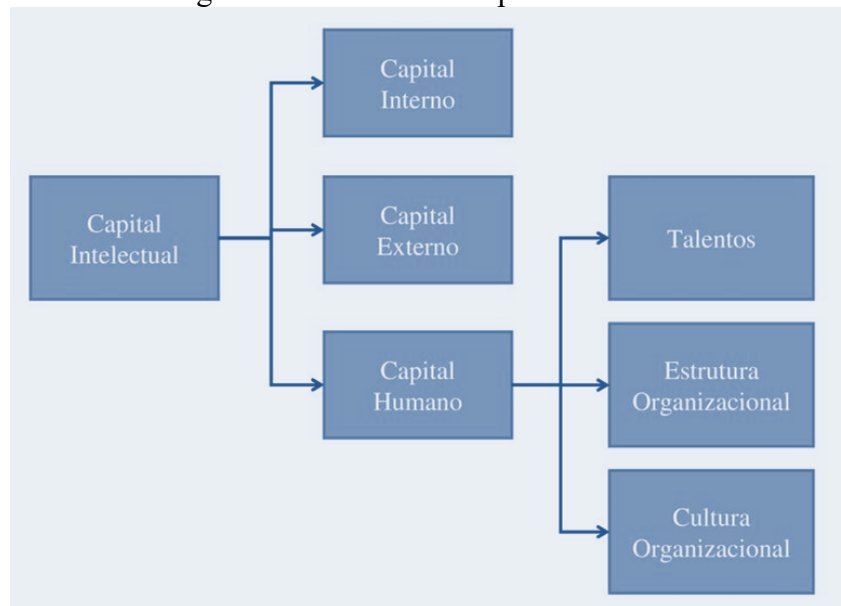 Capital
Interno
Capital
Intelectual
Capital
Externo
Capital
Humano
Talentos
Estrutura
Organizacional
Cultura
Organizacional